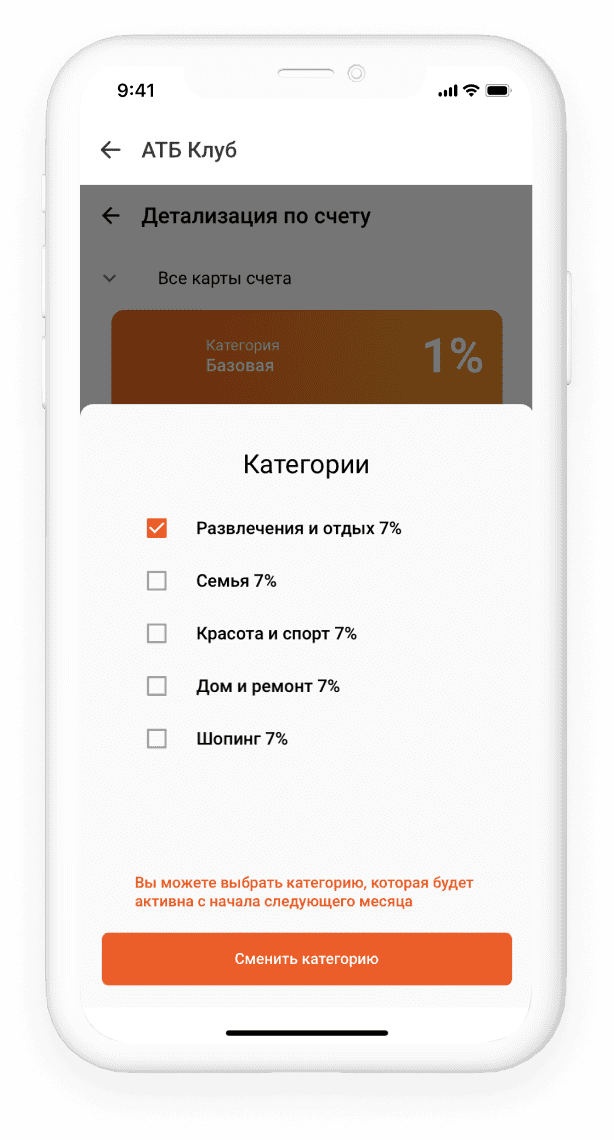 9:41
АТБ Клуб
Детализация по счету
Все карты счета
Категория
Базовая
1%
Категории
Развлечения и отдых 7%
Семья 7%
Красота и спорт 7%
Дом и ремонт 7%
Шопинг 7%
Вы можете выбрать категорию, которая будет
активна с начала следующего месяца
Сменить категорию